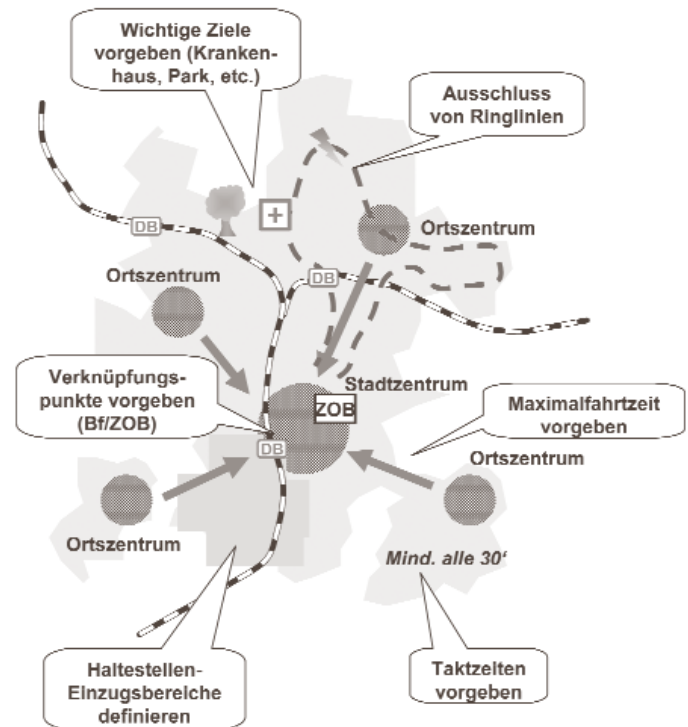 Wichtige Ziele
vorgeben (Kranken-
haus, Park, etc.)
Ausschluss
von Ringlinien
DB
Ortszentrum
Ortszentrum
DB
Verknüpfungs-
punkte vorgeben
(Bf/ZOB)
Stadtzentrum
ZOB
Maximalfahrtzeit
vorgeben
DB
Ortszentrum
Ortszentrum
Mind. alle 30‘
Haltestellen-
Einzugsbereiche
definieren
Taktzeiten
vorgeben